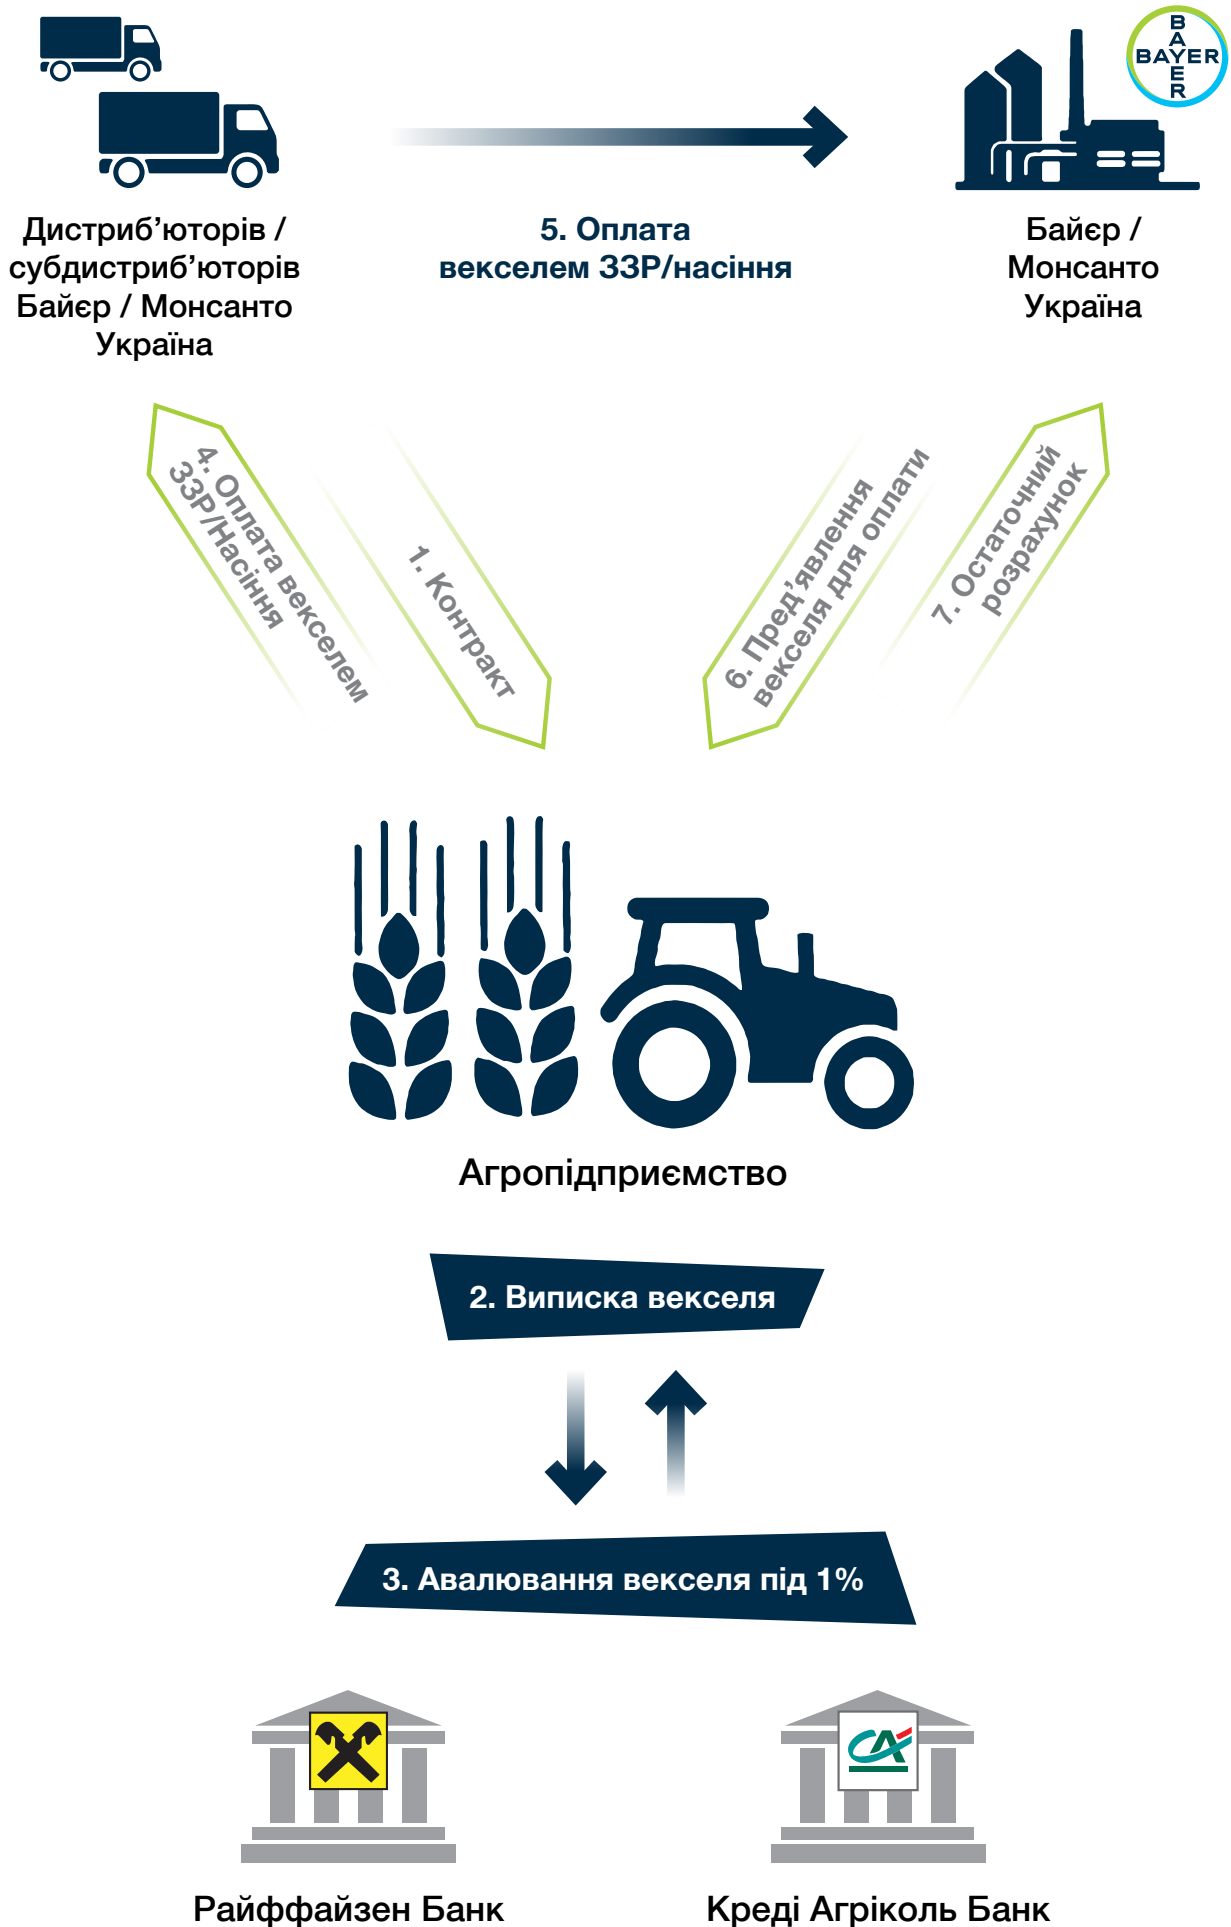 BAYER
BAYER
Дистриб’юторів /
субдистриб’юторів
Байєр / Монсанто
Україна
5. Оплата
векселем ЗЗР/насіння
Байєр /
Монсанто
Україна
4. Оплата векселем
ЗЗР/Насіння
1. Контракт
6. Пред’явлення
векселя для оплати
7. Остаточний
розрахунок
Агропідприємство
2. Виписка векселя
3. Авалювання векселя під 1%
Райффайзен Банк
Креді Агріколь Банк